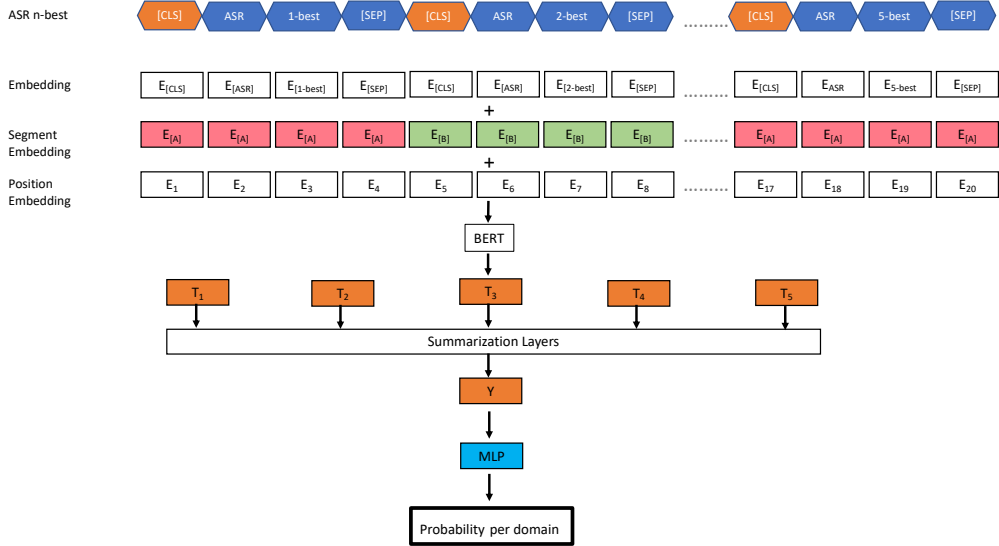 ASR n-best [CLS] ASR 1-best [SEP] [CLS] ASR 2-best [SEP] ......... [CLS] ASR 5-best [SEP]
Embedding E[CLS] E[ASR] E[1-best] E[SEP] E[CLS] E[ASR] E[2-best] E[SEP] ......... E[CLS] EASR E5-best E[SEP]
+
Segment
Embedding E[A] E[A] E[A] E[A] E[B] E[B] E[B] E[B] ......... E[A] E[A] E[A] E[A]
+
Position
Embedding E1 E2 E3 E4 E5 E6 E7 E8 ......... E17 E18 E19 E20
BERT
T1 T2 T3 T4 T5
Summarization Layers
Y
MLP
Probability per domain